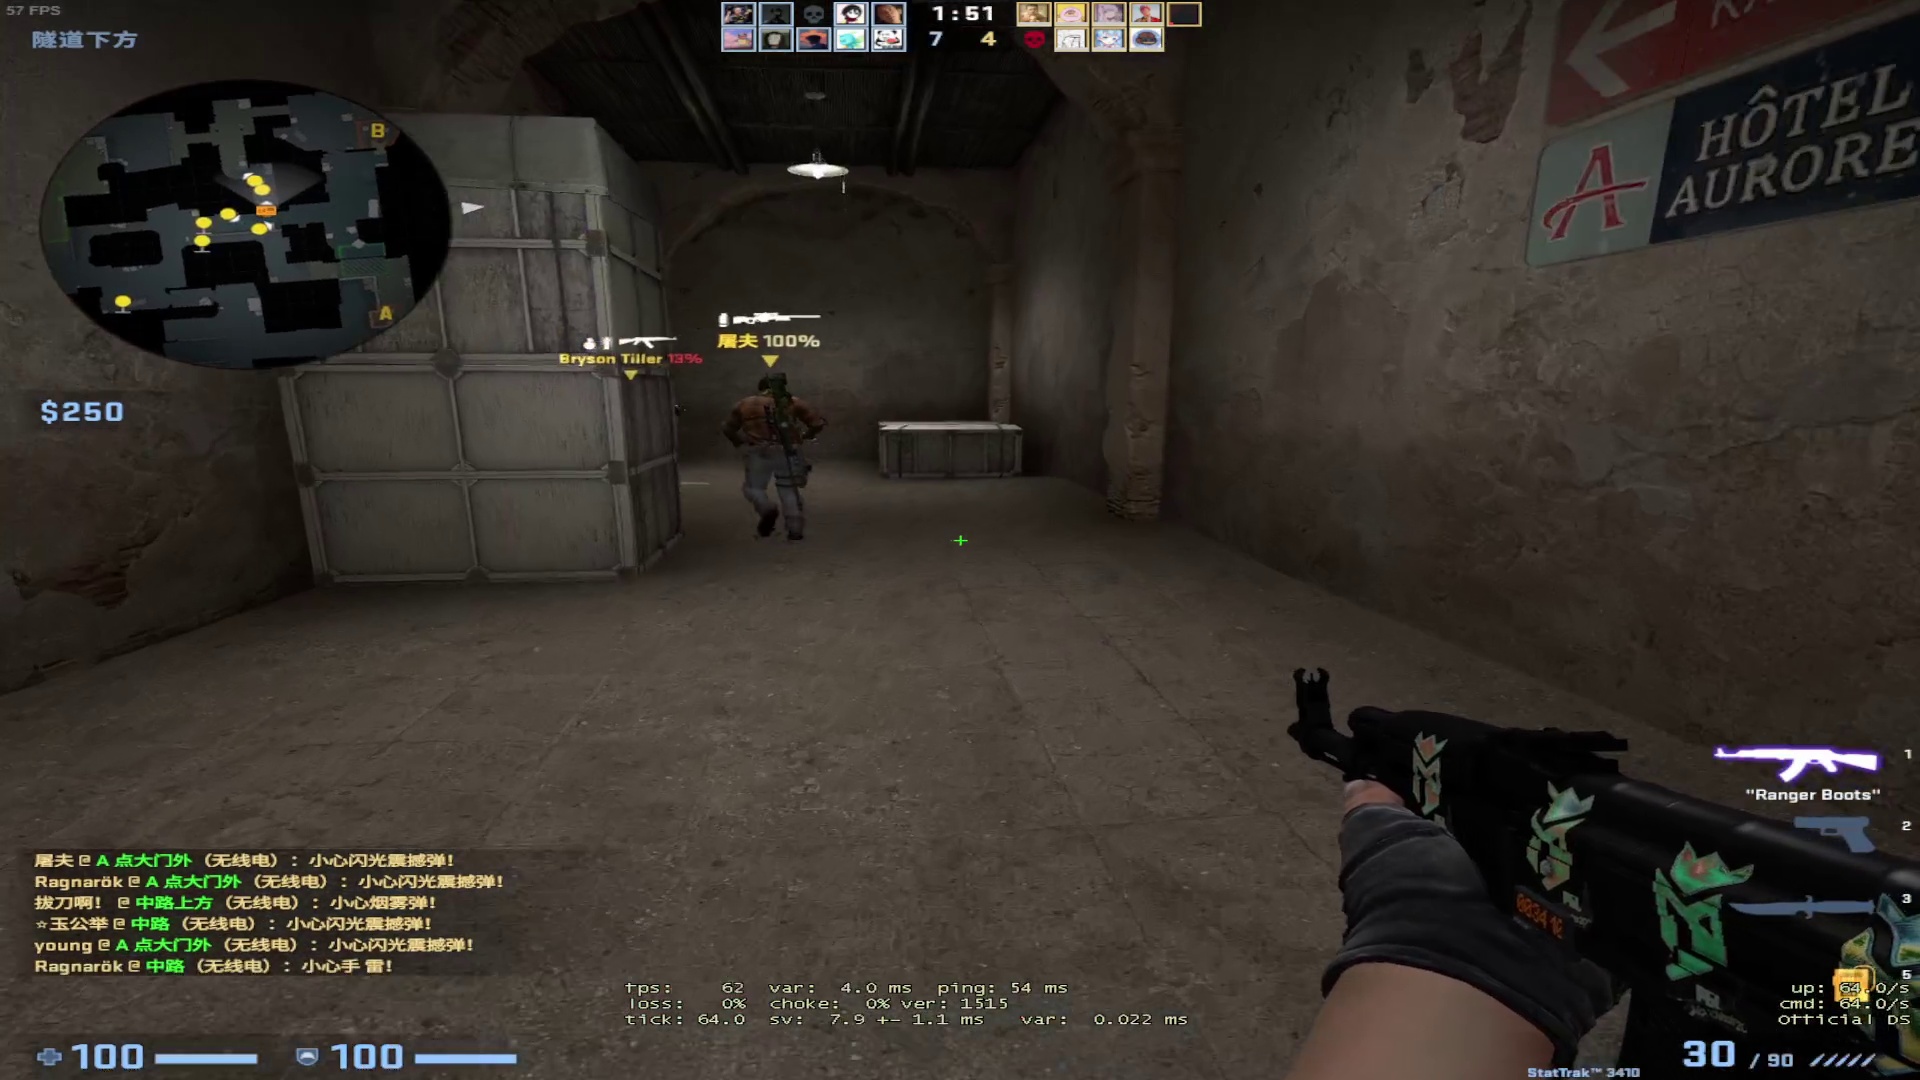 57 FPS
隧道下方
1:51
7 4
B
A
HÔTEL
AURORE
A
屠夫 100%
Bryson Tiller 13%
$250
1
"Ranger Boots"
2
3
5
屠夫 @ A 点大门外 (无线电) : 小心闪光震撼弹!
Ragnarök @ A 点大门外 (无线电) : 小心闪光震撼弹!
拔刀啊! @ 中路上方 (无线电) : 小心烟雾弹!
☆玉公举 @ 中路 (无线电) : 小心闪光震撼弹!
young @ A 点大门外 (无线电) : 小心闪光震撼弹!
Ragnarök @ 中路 (无线电) : 小心手 雷!
fps: 62 var: 4.0 ms ping: 54 ms
loss: 0% choke: 0% ver: 1515
tick: 64.0 sv: 7.9 +- 1.1 ms var: 0.022 ms
up: 64.0/s
cmd: 64.0/s
Official DS
PGL
PGL
100 100
30 / 90
StatTrak™ 3410